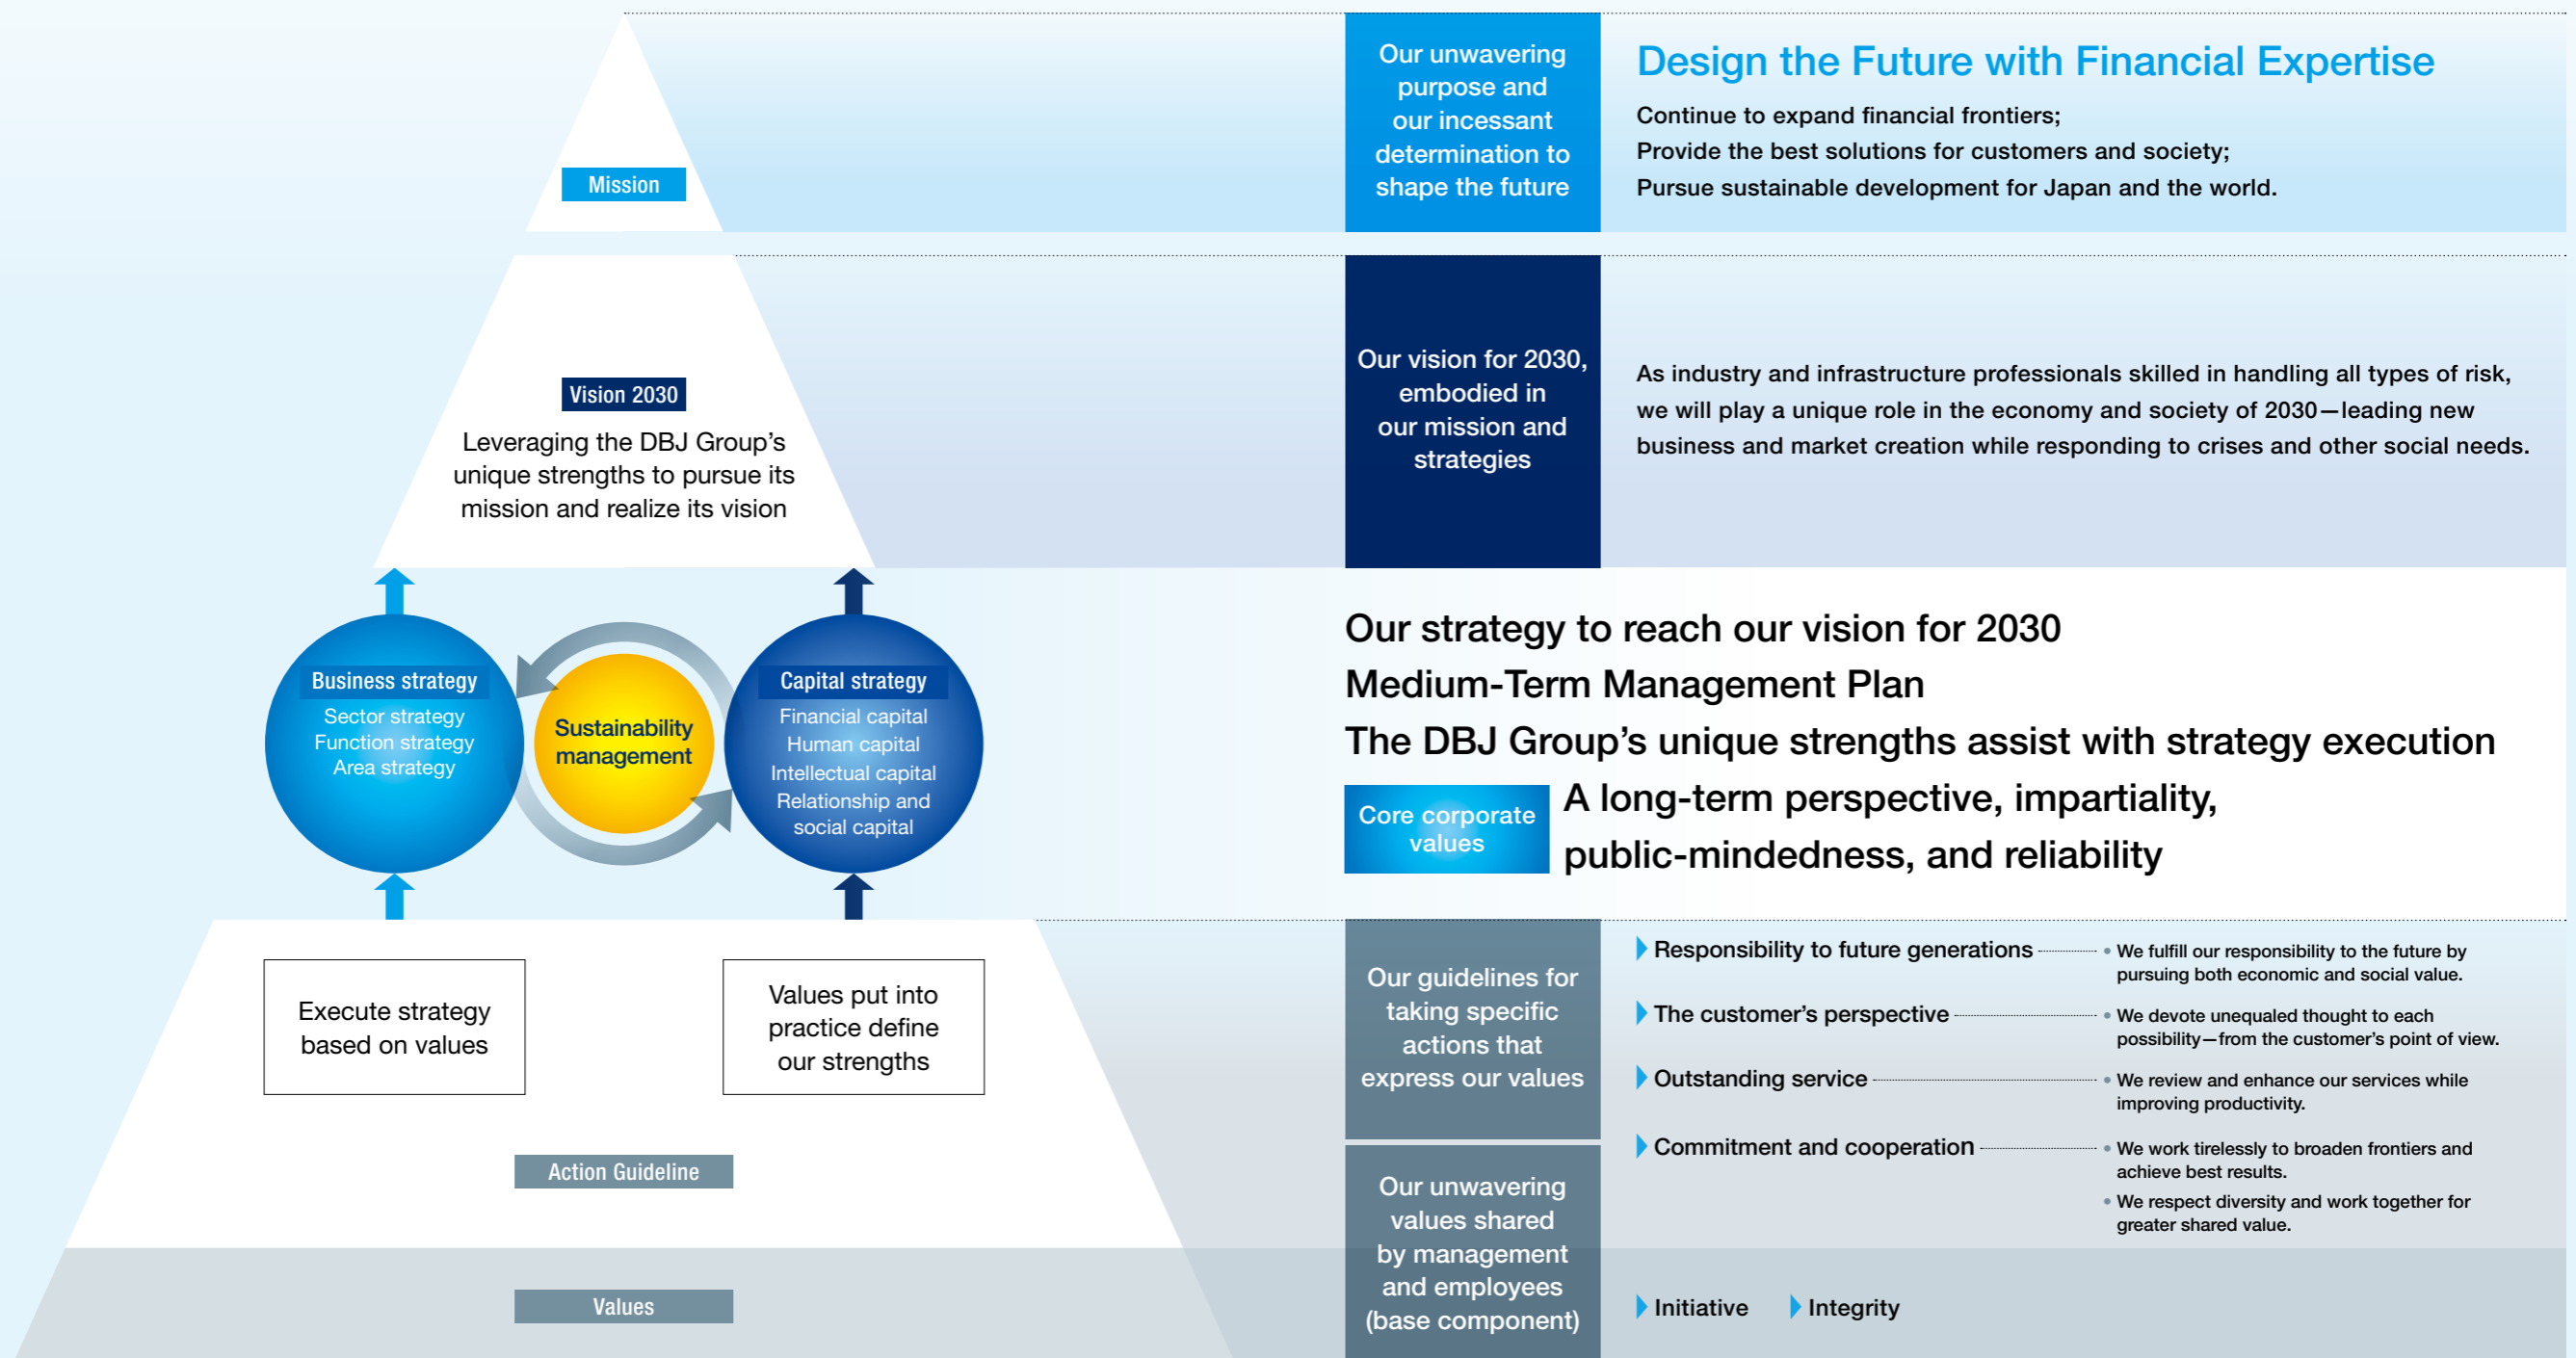 Mission
Our unwavering
purpose and
our incessant
determination to
shape the future
Design the Future with Financial Expertise
Continue to expand financial frontiers;
Provide the best solutions for customers and society;
Pursue sustainable development for Japan and the world.
Vision 2030
Leveraging the DBJ Group’s
unique strengths to pursue its
mission and realize its vision
Our vision for 2030,
embodied in
our mission and
strategies
As industry and infrastructure professionals skilled in handling all types of risk,
we will play a unique role in the economy and society of 2030—leading new
business and market creation while responding to crises and other social needs.
Business strategy
Sector strategy
Function strategy
Area strategy
Sustainability
management
Capital strategy
Financial capital
Human capital
Intellectual capital
Relationship and
social capital
Our strategy to reach our vision for 2030
Medium-Term Management Plan
The DBJ Group’s unique strengths assist with strategy execution
Core corporate
values
A long-term perspective, impartiality,
public-mindedness, and reliability
Execute strategy
based on values
Values put into
practice define
our strengths
Action Guideline
Our guidelines for
taking specific
actions that
express our values
Responsibility to future generations
• We fulfill our responsibility to the future by
pursuing both economic and social value.
The customer’s perspective
• We devote unequaled thought to each
possibility—from the customer’s point of view.
Outstanding service
• We review and enhance our services while
improving productivity.
Commitment and cooperation
• We work tirelessly to broaden frontiers and
achieve best results.
• We respect diversity and work together for
greater shared value.
Values
Our unwavering
values shared
by management
and employees
(base component)
Initiative
Integrity